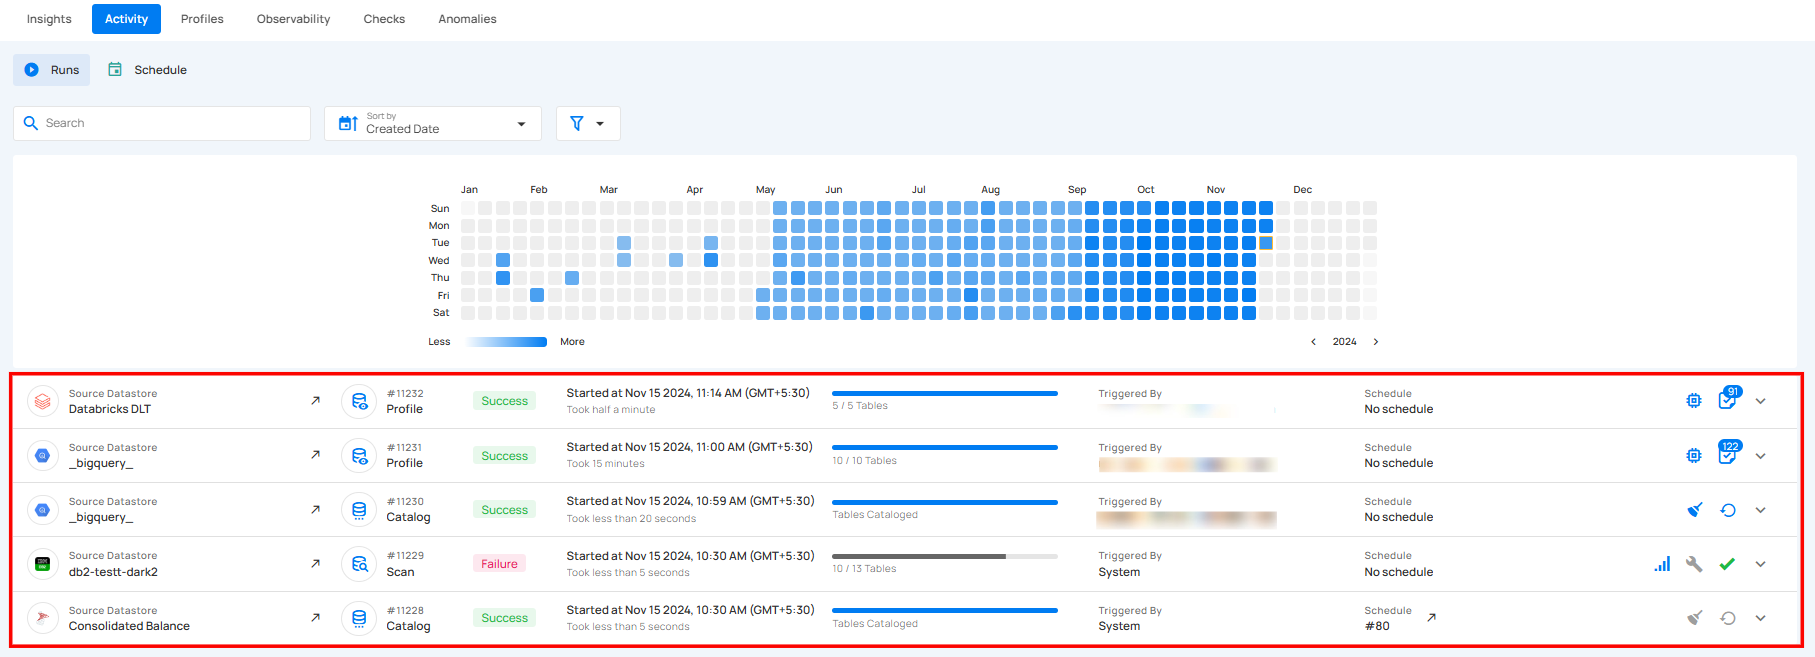 Insights Activity Profiles Observability Checks Anomalies
Runs Schedule
Search
Sort by
Created Date
Jan Feb Mar Apr May Jun Jul Aug Sep Oct Nov Dec
Sun
Mon
Tue
Wed
Thu
Fri
Sat
Less More 2024
Source Datastore #11232 Success Started at Nov 15 2024, 11:14 AM (GMT+5:30) Triggered By Schedule 91
Databricks DLT Profile Took half a minute 5 / 5 Tables No schedule
Source Datastore #11231 Success Started at Nov 15 2024, 11:00 AM (GMT+5:30) Triggered By Schedule 122
_bigquery_ Profile Took 15 minutes 10 / 10 Tables No schedule
Source Datastore #11230 Success Started at Nov 15 2024, 10:59 AM (GMT+5:30) Triggered By Schedule
_bigquery_ Catalog Took less than 20 seconds Tables Cataloged No schedule
Source Datastore #11229 Failure Started at Nov 15 2024, 10:30 AM (GMT+5:30) Triggered By Schedule
db2-testt-dark2 Scan Took less than 5 seconds 10 / 13 Tables System No schedule
Source Datastore #11228 Success Started at Nov 15 2024, 10:30 AM (GMT+5:30) Triggered By Schedule
Consolidated Balance Catalog Took less than 5 seconds Tables Cataloged System #80